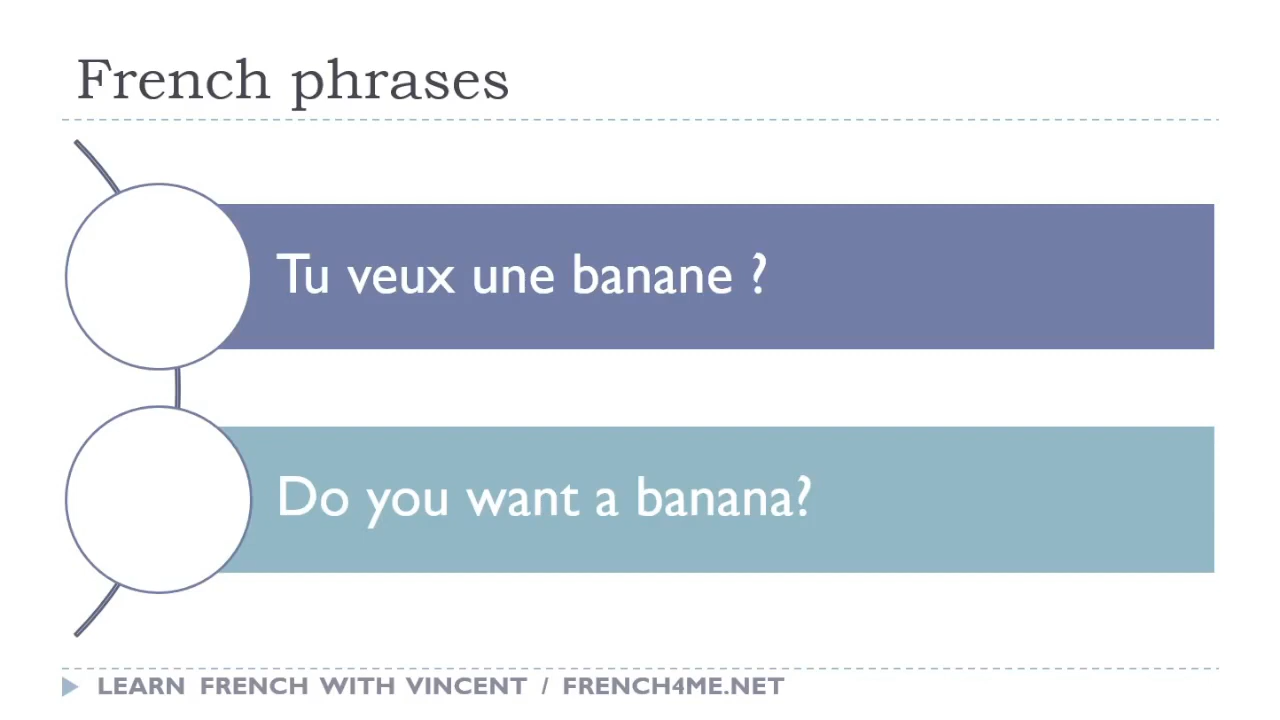 French phrases
Tu veux une banane ?
Do you want a banana?
LEARN FRENCH WITH VINCENT / FRENCH4ME.NET